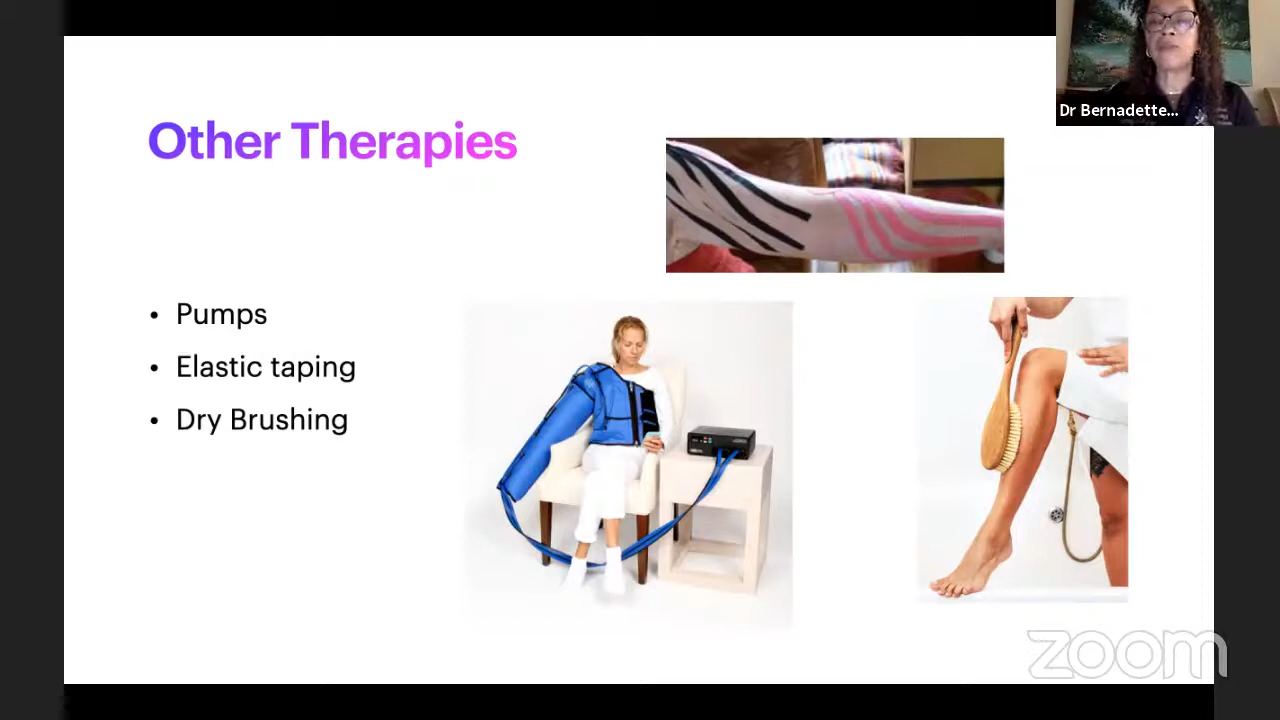 Dr Bernadette...
Other Therapies
• Pumps
• Elastic taping
• Dry Brushing
zoom